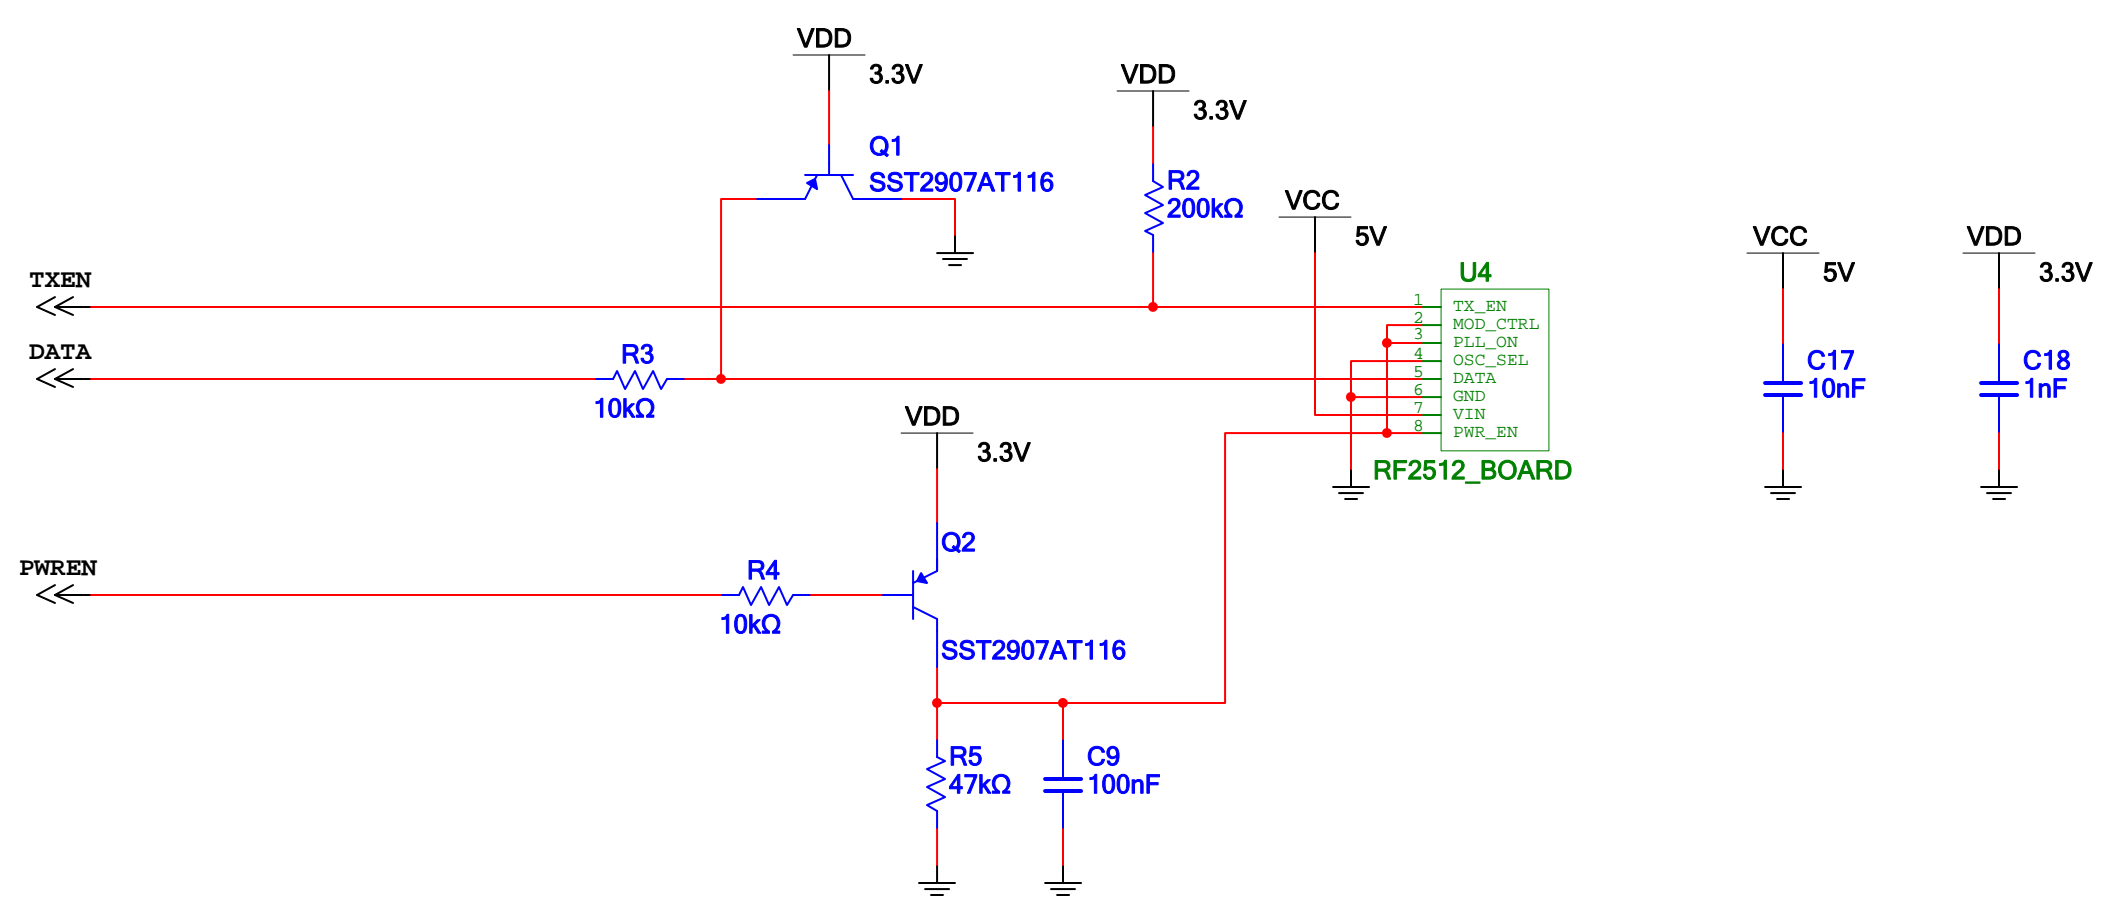 VDD
3.3V
VDD
3.3V
Q1
SST2907AT116
R2
200kΩ
VCC
5V
VCC
5V
VDD
3.3V
TXEN
U4
1 TX_EN
2 MOD_CTRL
3 PLL_ON
4 OSC_SEL
5 DATA
6 GND
7 VIN
8 PWR_EN
RF2512_BOARD
DATA
R3
10kΩ
C17
10nF
C18
1nF
VDD
3.3V
Q2
SST2907AT116
PWREN
R4
10kΩ
R5
47kΩ
C9
100nF